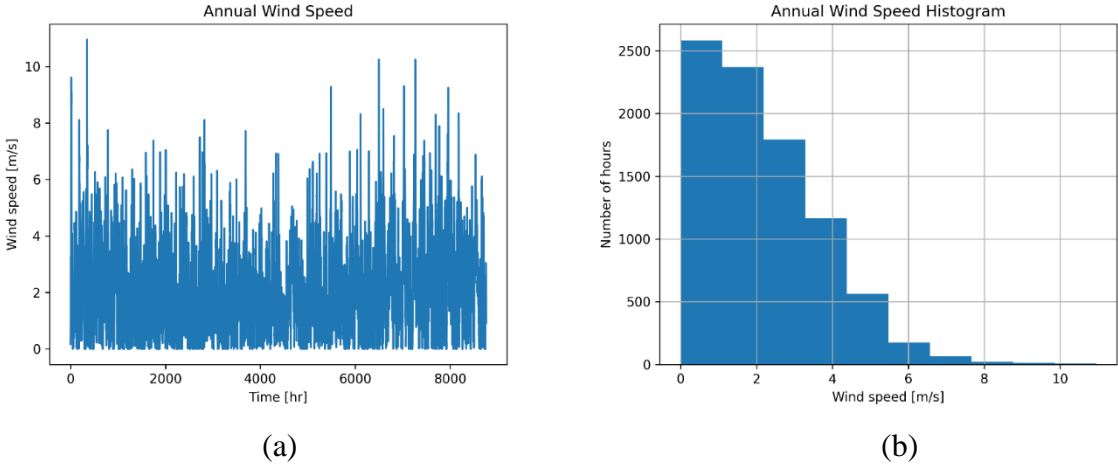 Annual Wind Speed
Wind speed [m/s]
10
8
6
4
2
0
0 2000 4000 6000 8000
Time [hr]
(a)
Annual Wind Speed Histogram
Number of hours
2500
2000
1500
1000
500
0
0 2 4 6 8 10
Wind speed [m/s]
(b)